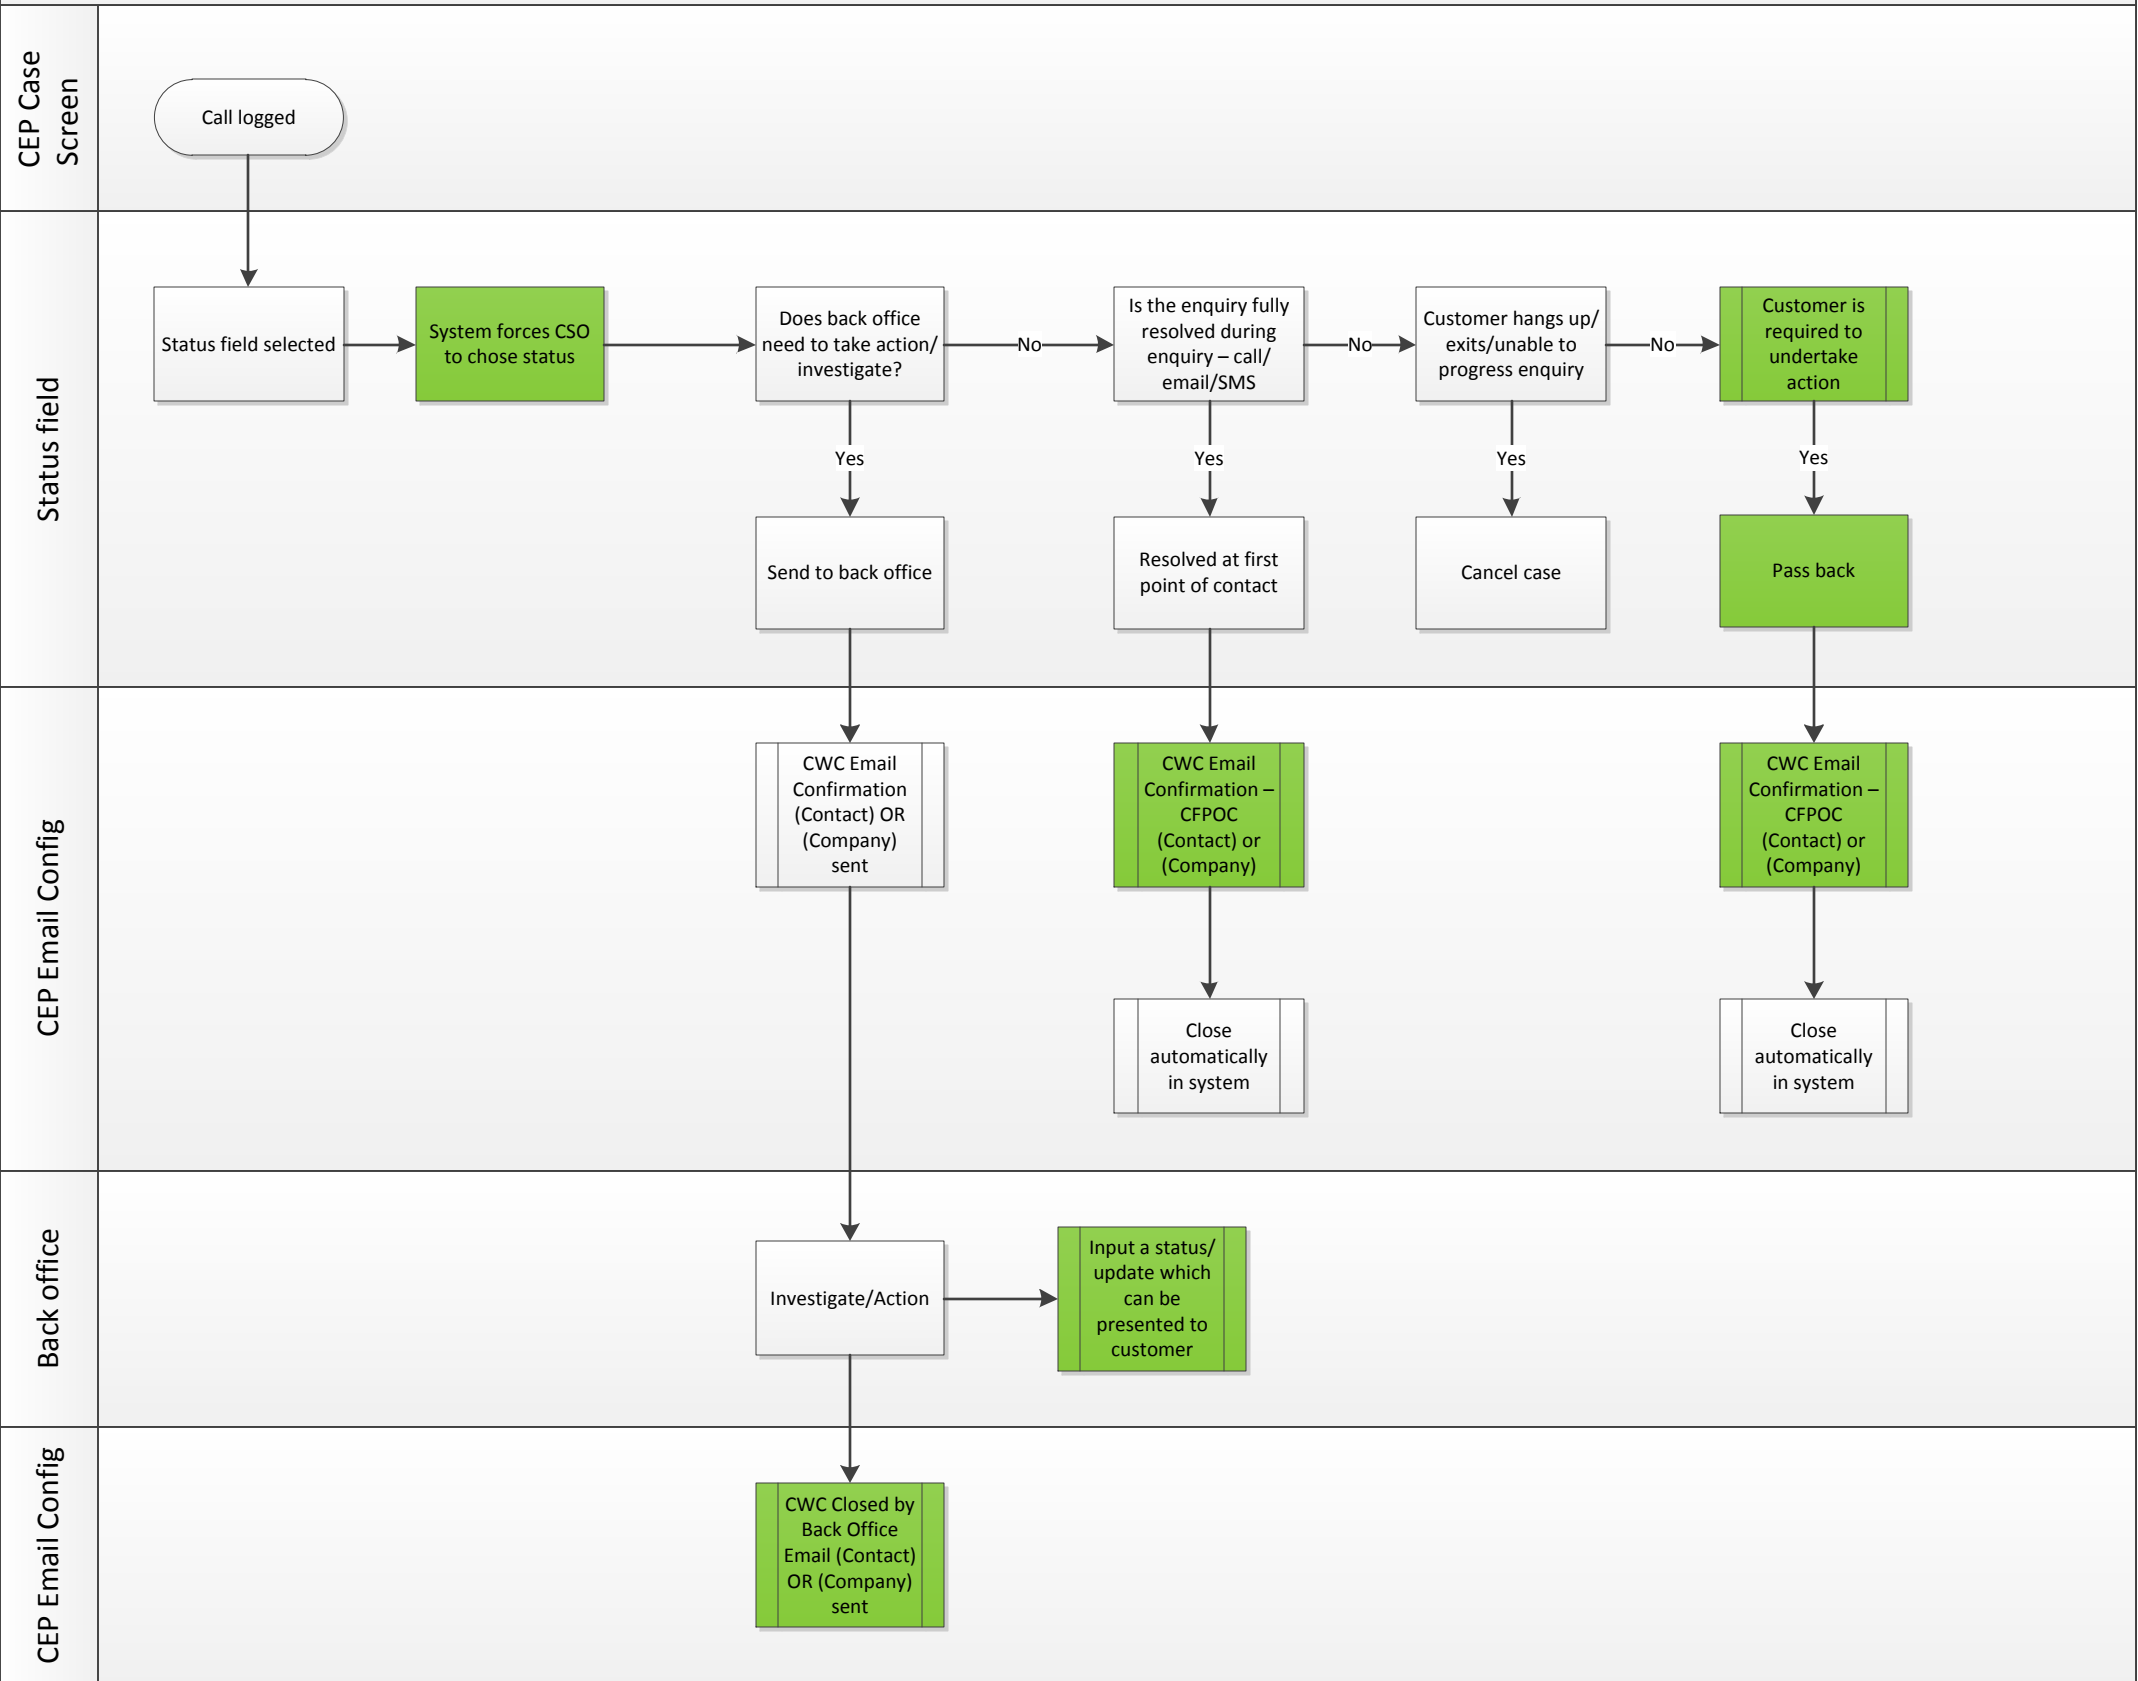 CEP Case
Screen
Call logged
Status field
Status field selected
System forces CSO
to chose status
Does back office
need to take action/
investigate?
No
Is the enquiry fully
resolved during
enquiry – call/
email/SMS
No
Customer hangs up/
exits/unable to
progress enquiry
No
Customer is
required to
undertake
action
Yes
Yes
Yes
Yes
Send to back office
Resolved at first
point of contact
Cancel case
Pass back
CEP Email Config
CWC Email
Confirmation
(Contact) OR
(Company)
sent
CWC Email
Confirmation –
CFPOC
(Contact) or
(Company)
CWC Email
Confirmation –
CFPOC
(Contact) or
(Company)
Close
automatically
in system
Close
automatically
in system
Back office
Investigate/Action
Input a status/
update which
can be
presented to
customer
CEP Email Config
CWC Closed by
Back Office
Email (Contact)
OR (Company)
sent